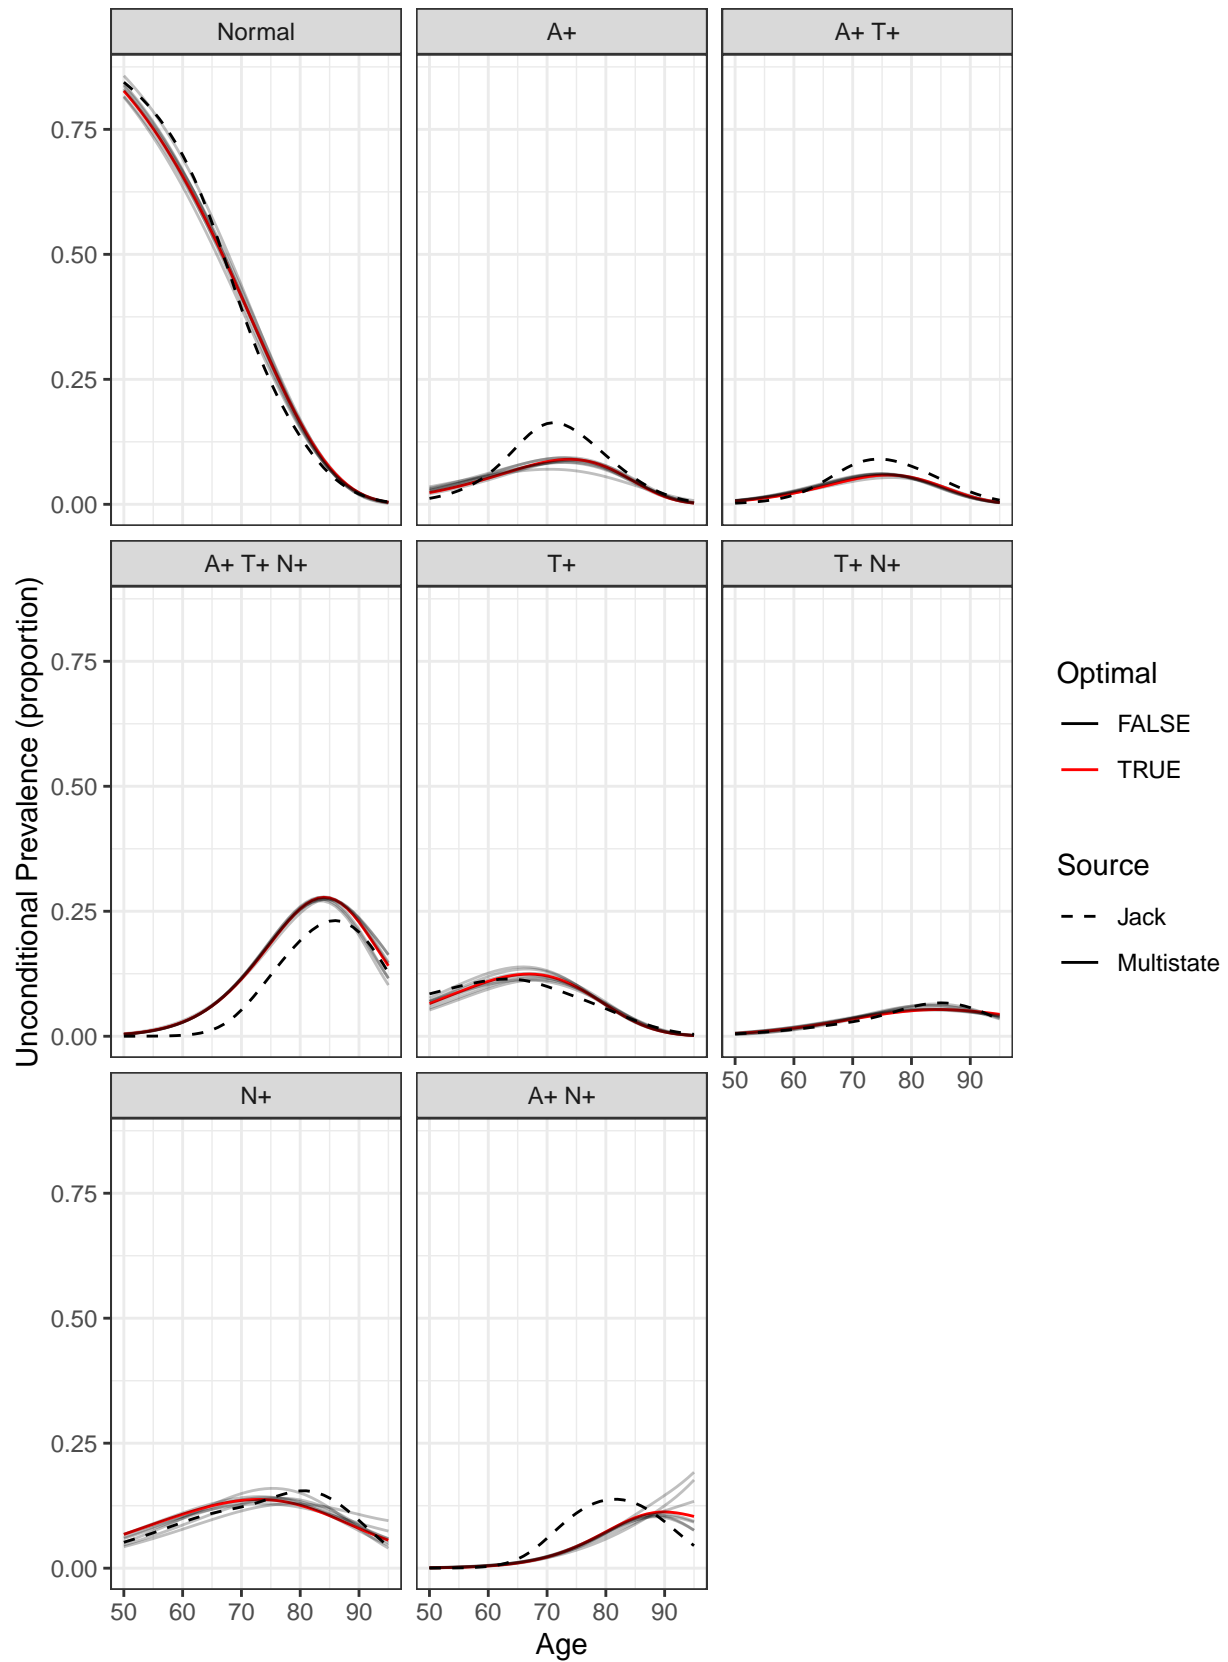 Normal
A+
A+ T+
0.75
0.50
0.25
0.00
A+ T+ N+
T+
T+ N+
0.75
0.50
0.25
0.00
50 60 70 80 90
N+
A+ N+
0.75
0.50
0.25
0.00
50 60 70 80 90
50 60 70 80 90
Age
Unconditional Prevalence (proportion)
Optimal
FALSE
TRUE
Source
Jack
Multistate